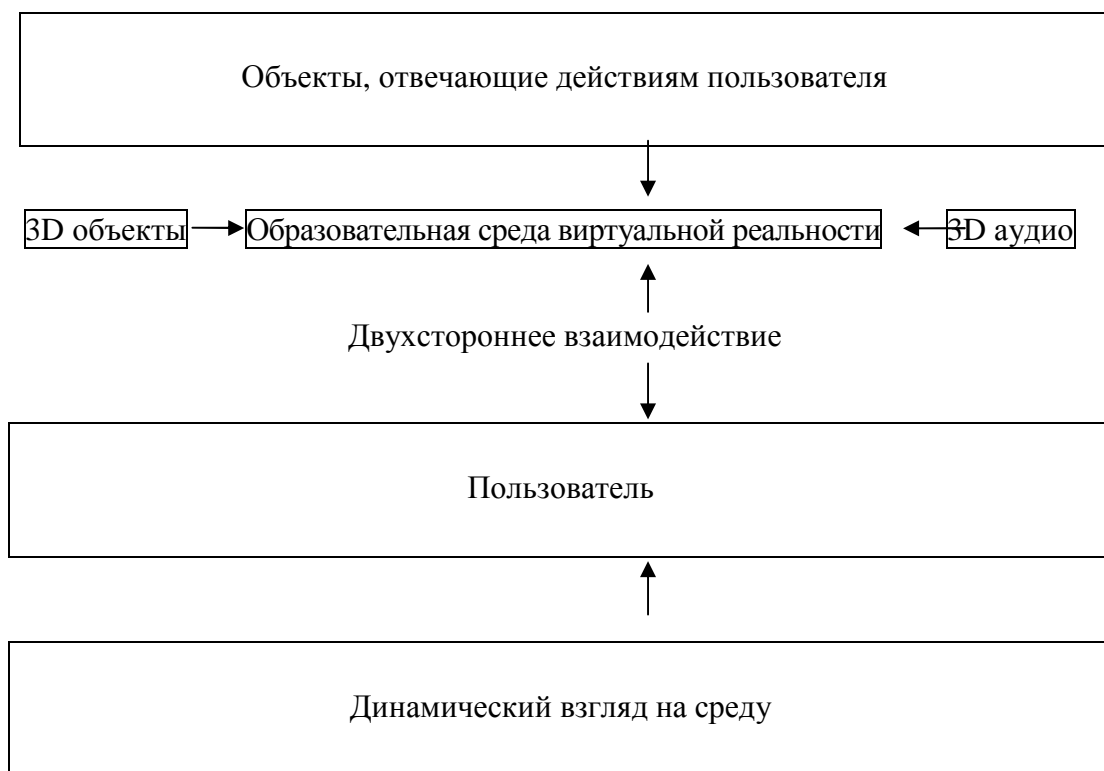 Объекты, отвечающие действиям пользователя
3D объекты Образовательная среда виртуальной реальности 3D аудио
Двухстороннее взаимодействие
Пользователь
Динамический взгляд на среду